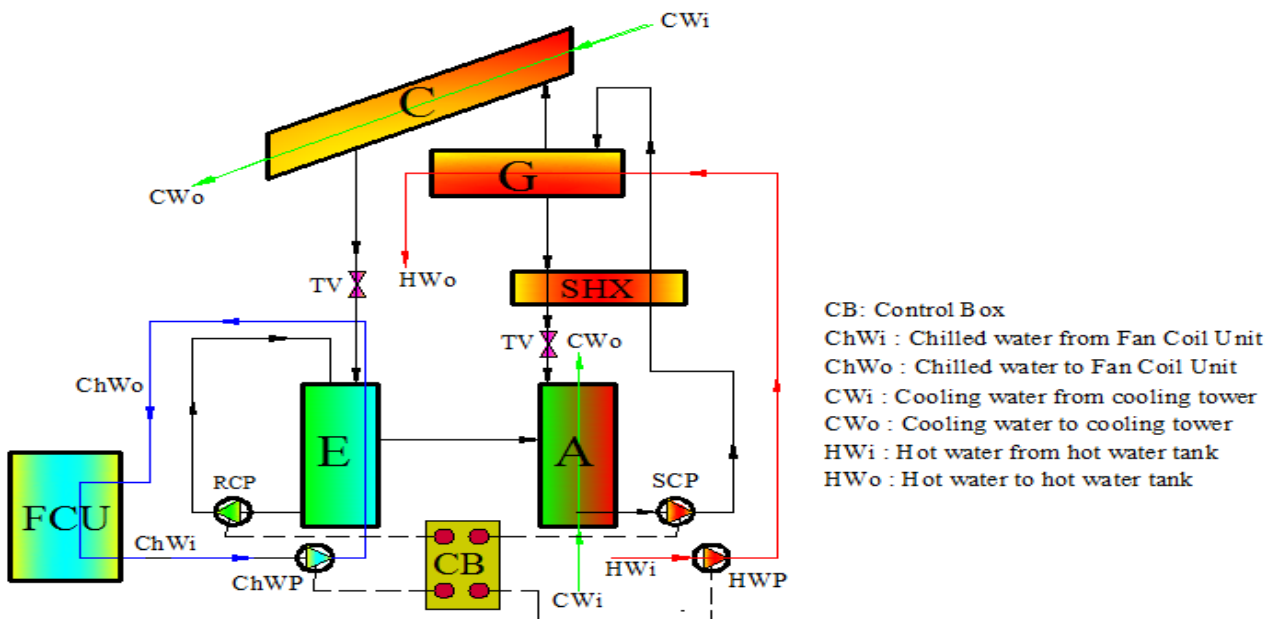 CWi
C
G
CWo
HWo
TV
SHX
TV
CWo
ChWo
E
A
RCP
SCP
FCU
ChWi
CB
ChWP
HWi
HWP
CWi
CB: Control Box
ChWi : Chilled water from Fan Coil Unit
ChWo : Chilled water to Fan Coil Unit
CWi : Cooling water from cooling tower
CWo : Cooling water to cooling tower
HWi : Hot water from hot water tank
HWo : Hot water to hot water tank